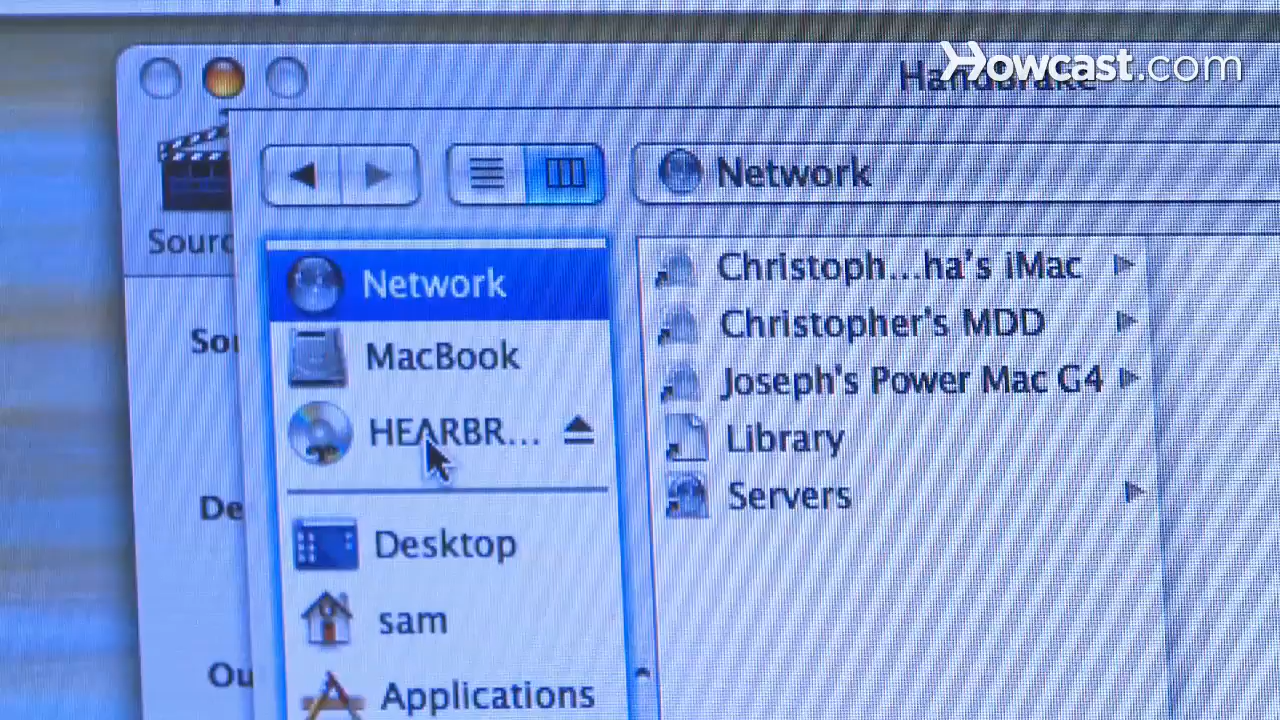 Howcast.com
HandBrake
Network
Sourc
Network
Christoph...ha's iMac
Sou
MacBook
Christopher's MDD
Joseph's Power Mac G4
HEARBR...
Library
De
Servers
Desktop
sam
Ou
Applications